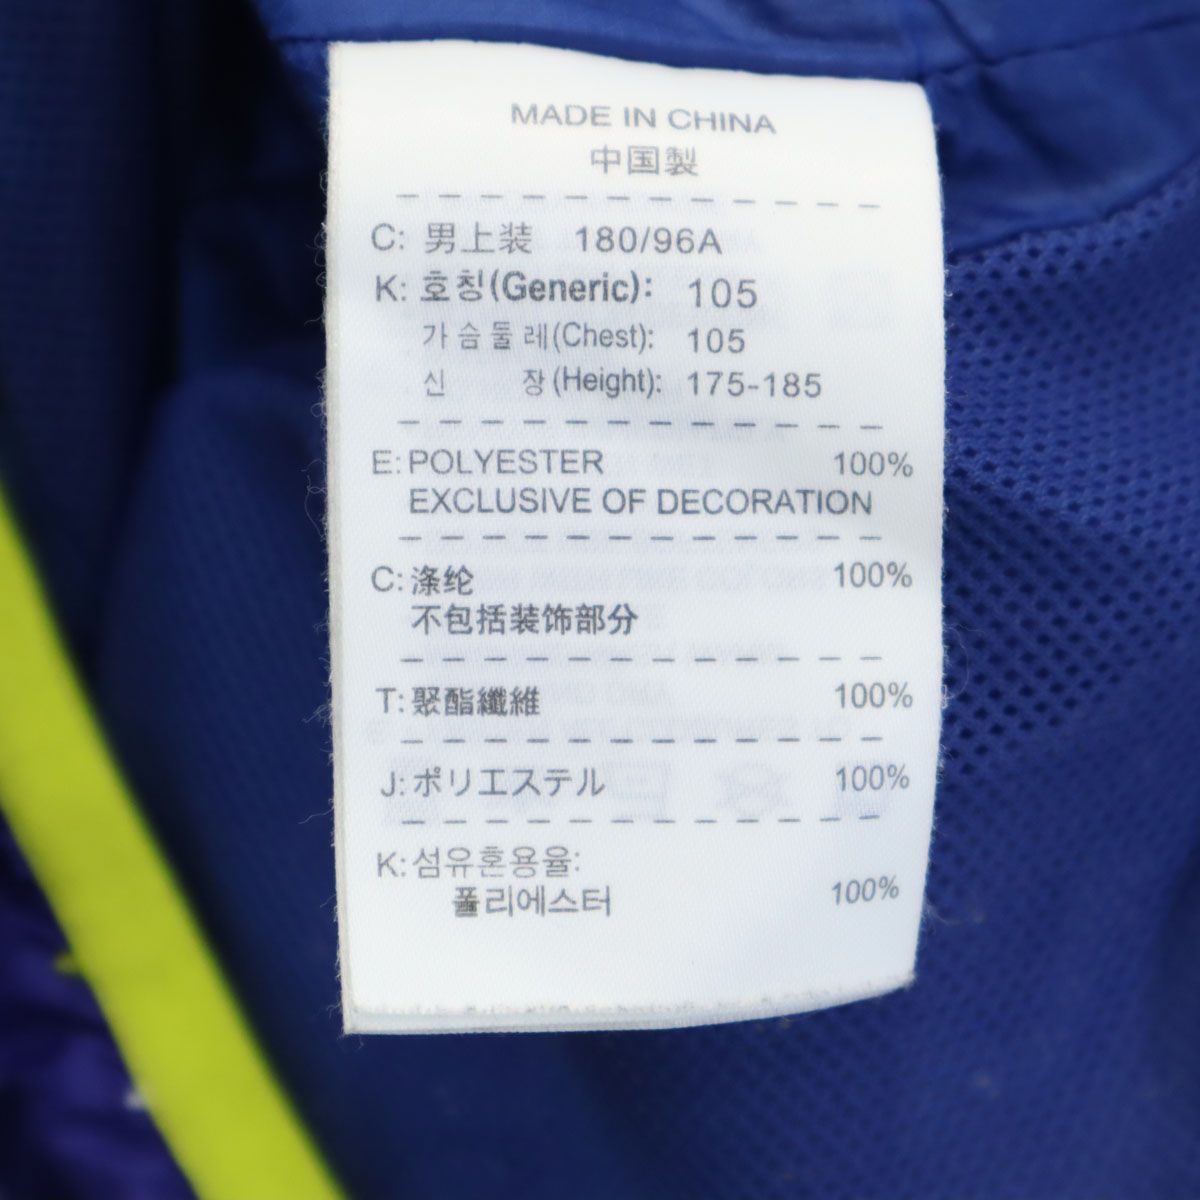 MADE IN CHINA
中国製
C: 男上装 180/96A
K: 호칭(Generic): 105
가슴둘레(Chest): 105
신 장(Height): 175-185
E: POLYESTER 100%
EXCLUSIVE OF DECORATION
C: 涤纶 100%
不包括装饰部分
T: 聚酯纖維 100%
J: ポリエステル 100%
K: 섬유혼용율:
폴리에스터 100%